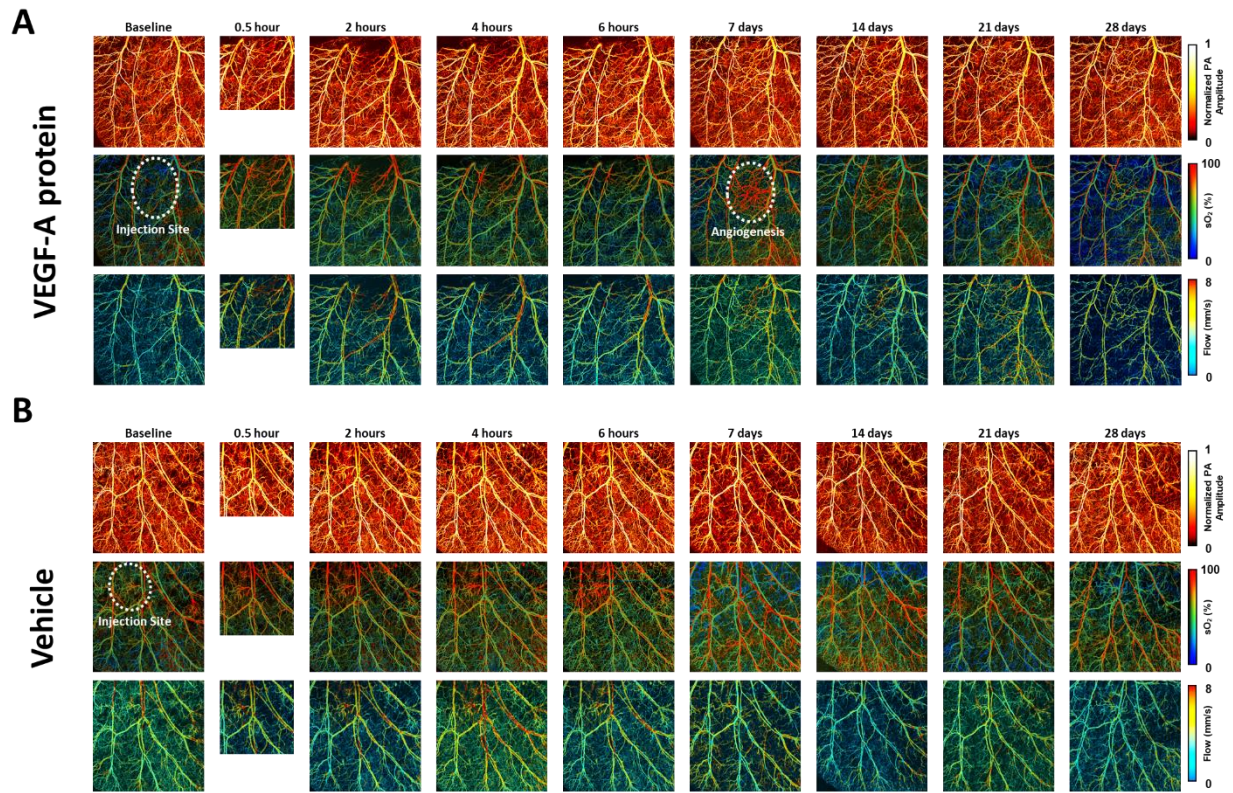 A
VEGF-A protein
Baseline
0.5 hour
2 hours
4 hours
6 hours
7 days
14 days
21 days
28 days
1
Normalized PA
Amplitude
0
Injection Site
Angiogenesis
100
sO₂ (%)
0
8
Flow (mm/s)
0
B
Vehicle
Baseline
0.5 hour
2 hours
4 hours
6 hours
7 days
14 days
21 days
28 days
1
Normalized PA
Amplitude
0
Injection Site
100
sO₂ (%)
0
8
Flow (mm/s)
0